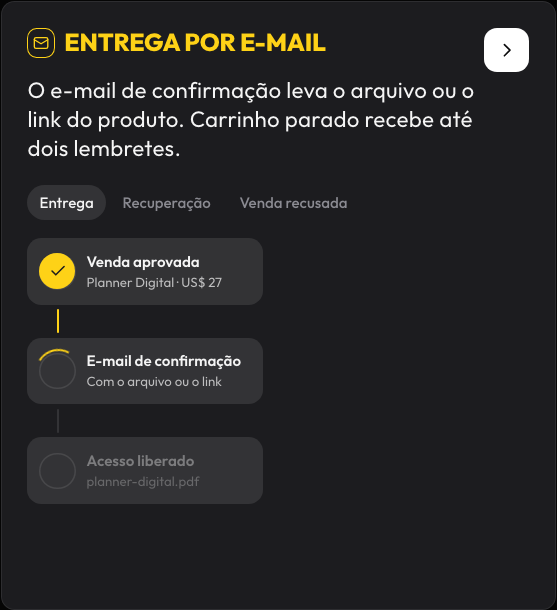 ENTREGA POR E-MAIL
O e-mail de confirmação leva o arquivo ou o
link do produto. Carrinho parado recebe até
dois lembretes.
Entrega Recuperação Venda recusada
Venda aprovada
Planner Digital · US$ 27
E-mail de confirmação
Com o arquivo ou o link
Acesso liberado
planner-digital.pdf